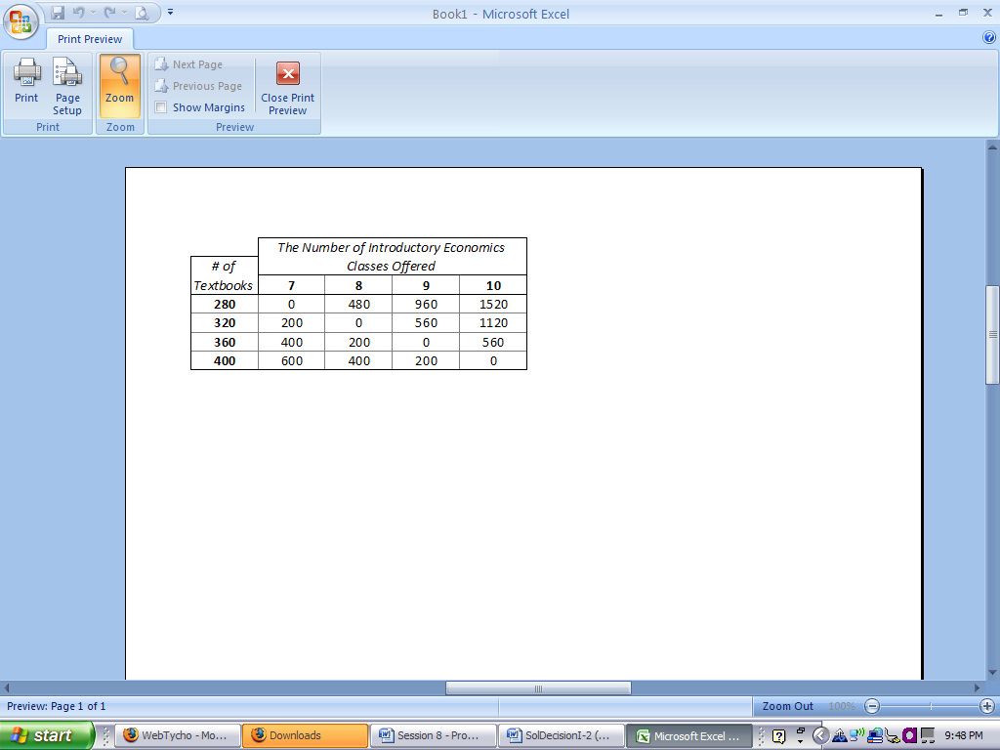 Book1 - Microsoft Excel
Print Preview
Print
Page Setup
Zoom
Next Page
Previous Page
Show Margins
Close Print Preview
Print
Zoom
Preview
The Number of Introductory Economics
Classes Offered
# of
Textbooks 7 8 9 10
280 0 480 960 1520
320 200 0 560 1120
360 400 200 0 560
400 600 400 200 0
Preview: Page 1 of 1
Zoom Out 100%
start
WebTycho - Mo...
Downloads
Session 8 - Pro...
SolDecision1-2 (...
Microsoft Excel ...
9:48 PM